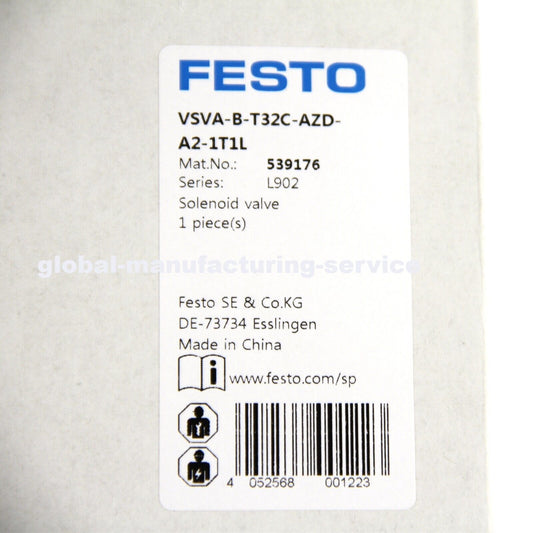 FESTO
VSVA-B-T32C-AZD-
A2-1T1L
Mat.No.: 539176
Series: L902
Solenoid valve
1 piece(s)
global-manufacturing-service
Festo SE & Co.KG
DE-73734 Esslingen
Made in China
www.festo.com/sp
4 052568 001223